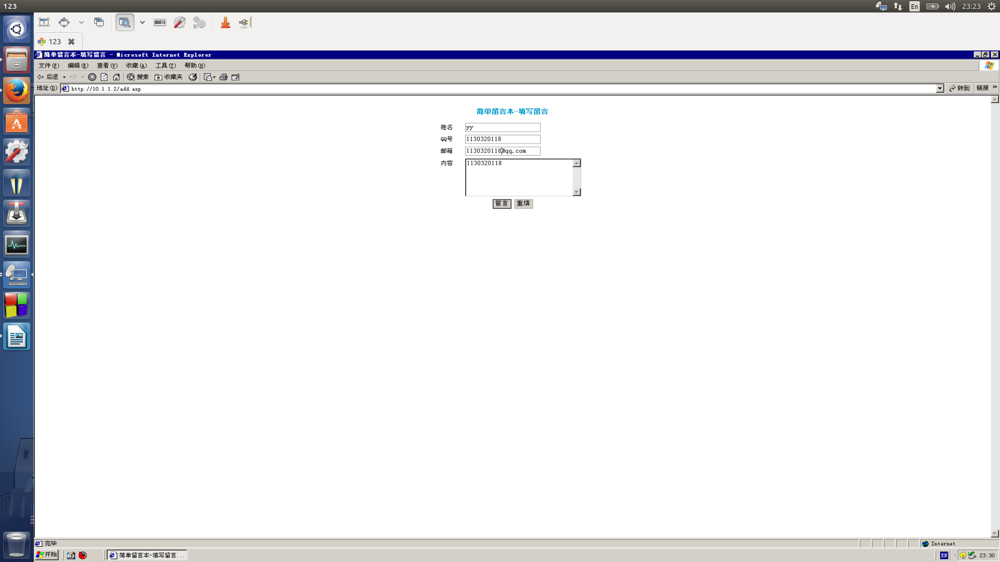 123
En
23:23
123
简单留言本-填写留言 - Microsoft Internet Explorer
文件(F) 编辑(E) 查看(V) 收藏(A) 工具(T) 帮助(H)
后退 搜索 收藏夹
地址(D) http://10.1.1.2/add.asp 转到 链接 »
简单留言本-填写留言
姓名 yy
QQ号 1130320118
邮箱 1130320118@qq.com
内容 1130320118
留言 重填
完毕 Internet
开始 简单留言本-填写留言... EN 23:30